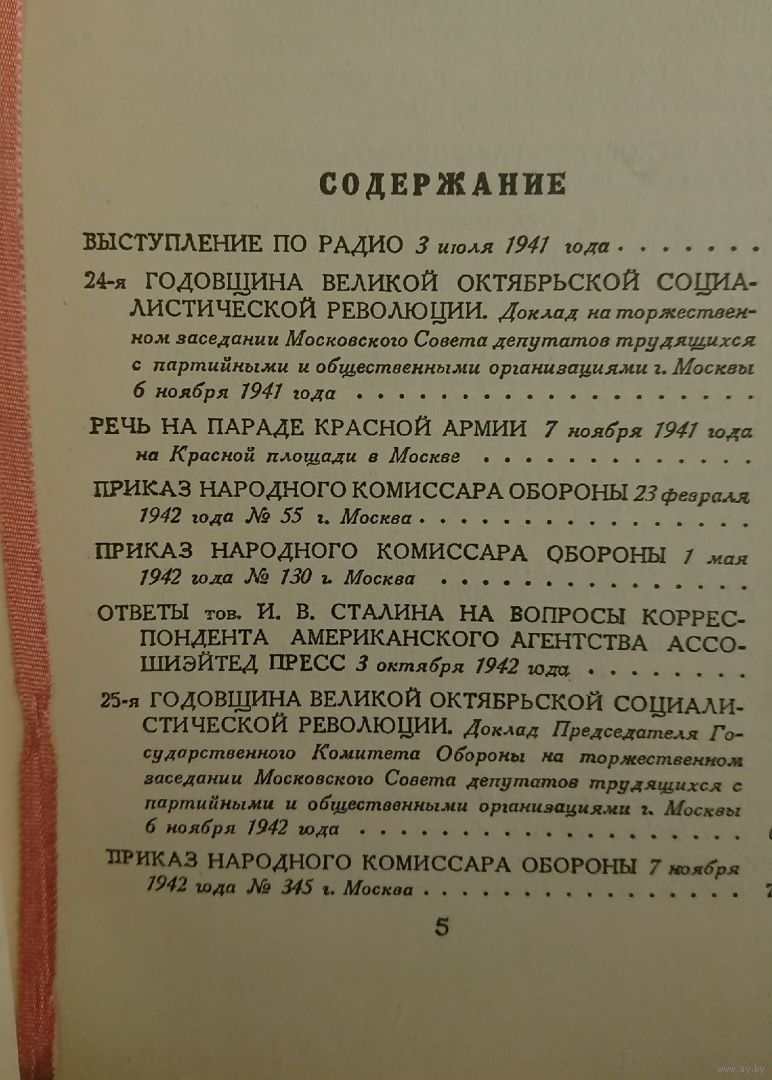 СОДЕРЖАНИЕ
ВЫСТУПЛЕНИЕ ПО РАДИО 3 июля 1941 года . . . . . . .
24-я ГОДОВЩИНА ВЕЛИКОЙ ОКТЯБРЬСКОЙ СОЦИА-
ЛИСТИЧЕСКОЙ РЕВОЛЮЦИИ. Доклад на торжествен-
ном заседании Московского Совета депутатов трудящихся
с партийными и общественными организациями г. Москвы
6 ноября 1941 года . . . . . . . . . . . . . . . .
РЕЧЬ НА ПАРАДЕ КРАСНОЙ АРМИИ 7 ноября 1941 года
на Красной площади в Москве . . . . . . . . . . .
ПРИКАЗ НАРОДНОГО КОМИССАРА ОБОРОНЫ 23 февраля
1942 года № 55 г. Москва . . . . . . . . . . . . .
ПРИКАЗ НАРОДНОГО КОМИССАРА ОБОРОНЫ 1 мая
1942 года № 130 г. Москва . . . . . . . . . . . .
ОТВЕТЫ тов. И. В. СТАЛИНА НА ВОПРОСЫ КОРРЕС-
ПОНДЕНТА АМЕРИКАНСКОГО АГЕНТСТВА АССО-
ШИЭЙТЕД ПРЕСС 3 октября 1942 года . . . . . . .
25-я ГОДОВЩИНА ВЕЛИКОЙ ОКТЯБРЬСКОЙ СОЦИАЛИ-
СТИЧЕСКОЙ РЕВОЛЮЦИИ. Доклад Председателя Го-
сударственного Комитета Обороны на торжественном
заседании Московского Совета депутатов трудящихся с
партийными и общественными организациями г. Москвы
6 ноября 1942 года . . . . . . . . . . . . . . .
ПРИКАЗ НАРОДНОГО КОМИССАРА ОБОРОНЫ 7 ноября
1942 года № 345 г. Москва . . . . . . . . . . . .
5
www.ay.by